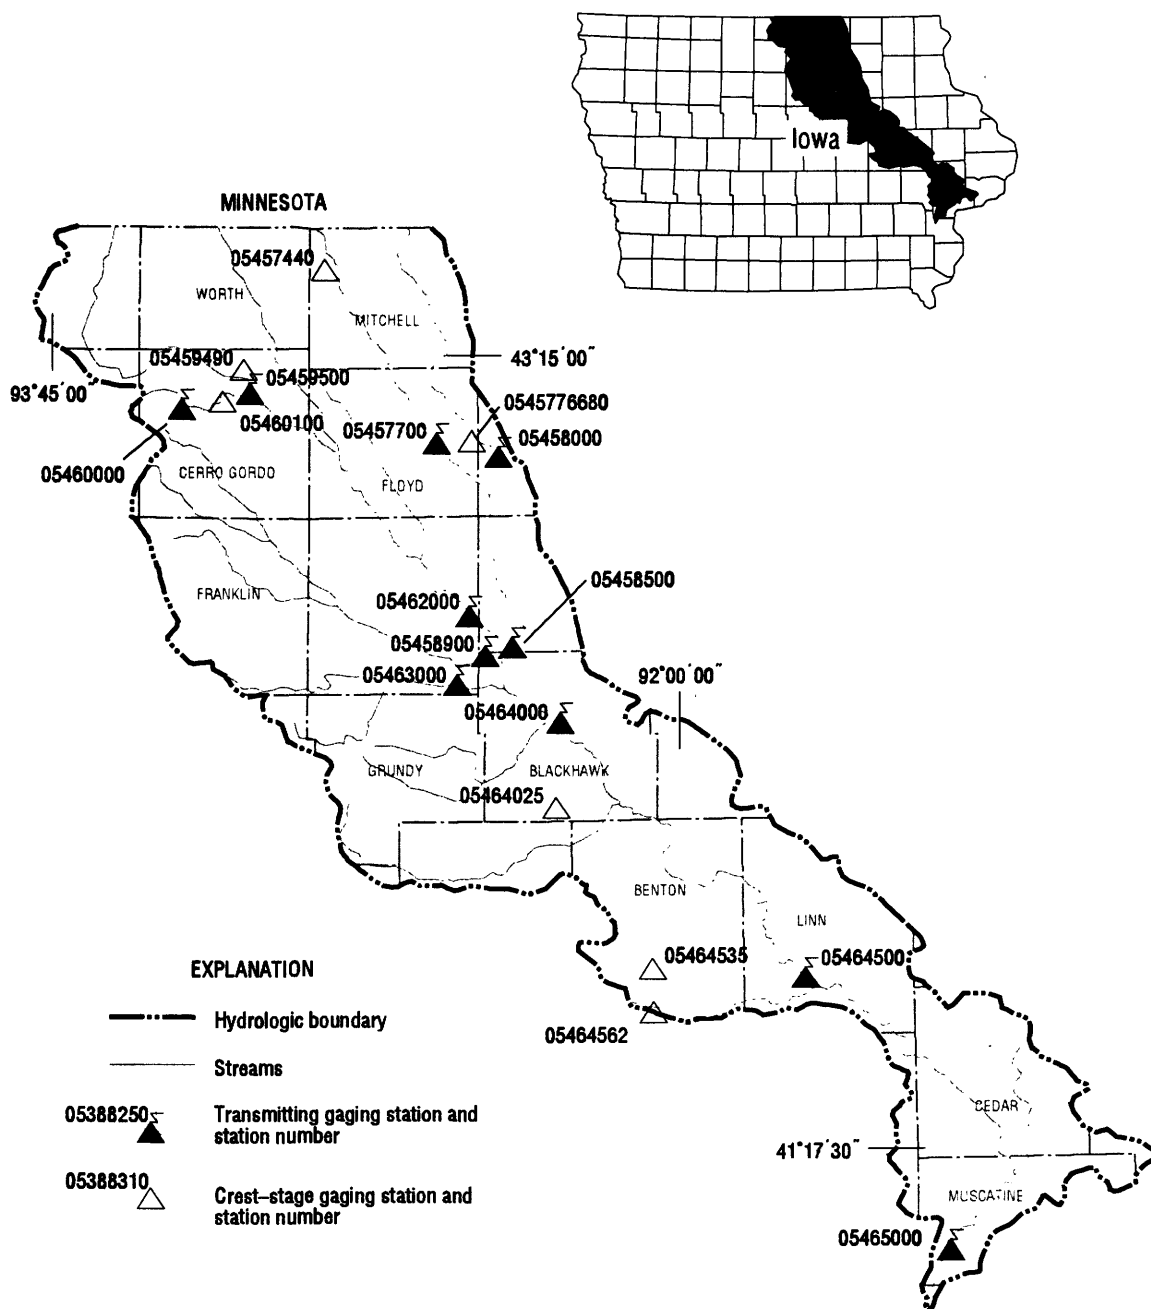 Iowa
MINNESOTA
05457440
WORTH
MITCHELL
05459490
43°15'00"
05459500
93°45'00
0545776680
05460100
05457700
05458000
05460000
CERRO GORDO
FLOYD
05458500
FRANKLIN
05462000
05458900
05463000
92°00'00"
05464000
GRUNDY
BLACKHAWK
05464025
BENTON
LINN
05464535
05464500
EXPLANATION
Hydrologic boundary
05464562
Streams
05388250
Transmitting gaging station and
station number
CEDAR
41°17'30"
05388310
Crest-stage gaging station and
station number
MUSCATINE
05465000